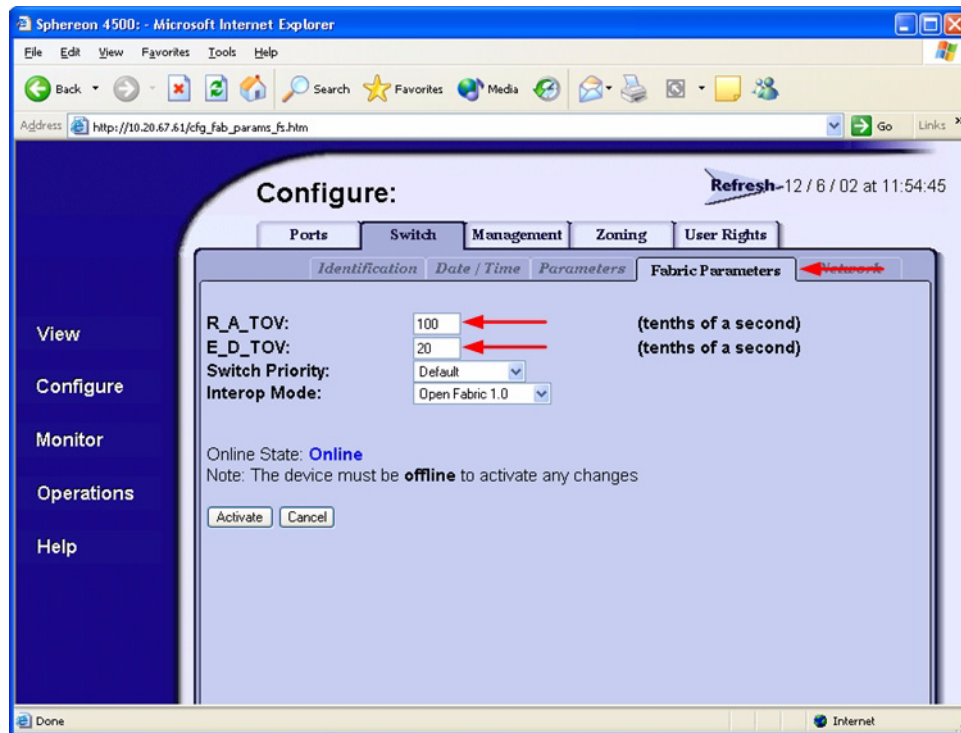 Sphereon 4500: - Microsoft Internet Explorer
File Edit View Favorites Tools Help
Back Search Favorites Media
Address http://10.20.67.61/cfg_fab_params_fs.htm Go Links »
Configure: Refresh 12 / 6 / 02 at 11:54:45
Ports Switch Management Zoning User Rights
Identification Date / Time Parameters Fabric Parameters Network
R_A_TOV: 100 (tenths of a second)
E_D_TOV: 20 (tenths of a second)
Switch Priority: Default
Interop Mode: Open Fabric 1.0
Online State: Online
Note: The device must be offline to activate any changes
Activate Cancel
View
Configure
Monitor
Operations
Help
Done Internet